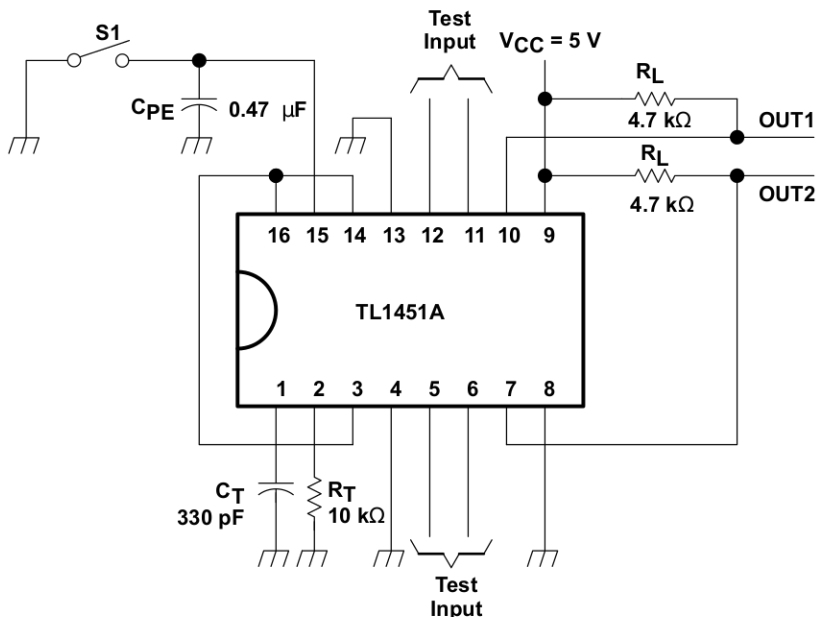 S1
Test
Input
VCC = 5 V
RL
4.7 kΩ
OUT1
CPE
0.47 μF
RL
4.7 kΩ
OUT2
16 15 14 13 12 11 10 9
TL1451A
1 2 3 4 5 6 7 8
CT
330 pF
RT
10 kΩ
Test
Input